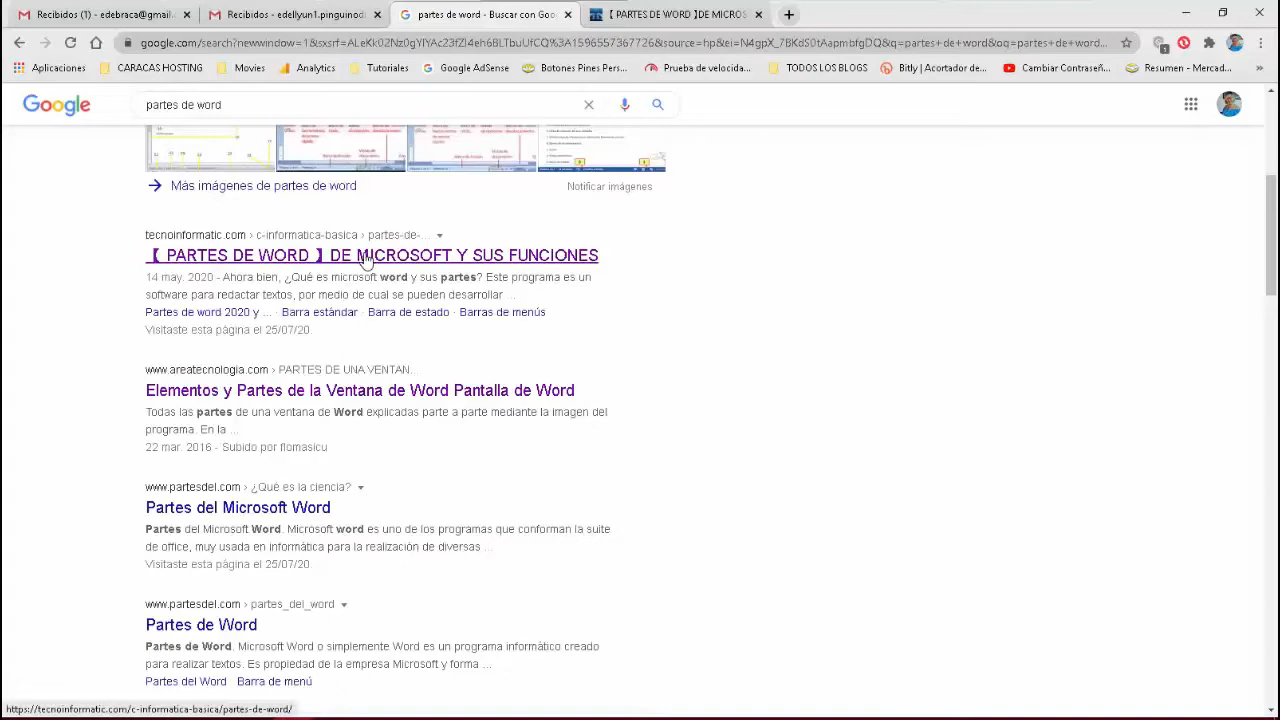 Recibidos (1) - edebraca@gmail.
Recibidos - edellyun1.psguinodi
partes de word - Buscar con Goo
【 PARTES DE WORD 】DE MICROS
google.com/search?newwindow=1&sxsrf=ALeKk02Nz0gYlYAc23fZl4en6BLTbuUfCQ%3A1596557367726&source=hp&ei=N4gpX_7BKdS0tAapmbfgDQ&q=partes+de+word&oq=partes+de+word...
Aplicaciones
CARACAS HOSTING
Movies
Analytics
Tutoriales
Google AdSense
Botones Pines Pers...
Prueba de velocida...
TODOS LOS BLOGS
Bitly | Acortador de...
Cambiar Contraseñ...
Resumen - Mercad...
»
Google
partes de word
Más imágenes de partes de word
Notificar imágenes
tecnoinformatic.com › c-informatica-basica › partes-de-...
【 PARTES DE WORD 】 DE MICROSOFT Y SUS FUNCIONES
14 may. 2020 - Ahora bien, ¿Qué es microsoft word y sus partes? Este programa es un
software para redactar textos, por medio de cual se pueden desarrollar ...
Partes de word 2020 y ... · Barra estándar · Barra de estado · Barras de menús
Visitaste esta página el 25/07/20.
www.areatecnologia.com › PARTES DE UNA VENTAN...
Elementos y Partes de la Ventana de Word Pantalla de Word
Todas las partes de una ventana de Word explicadas parte a parte mediante la imagen del
programa. En la ...
22 mar. 2016 - Subido por flomasicu
www.partesdel.com › ¿Qué es la ciencia?
Partes del Microsoft Word
Partes del Microsoft Word. Microsoft word es uno de los programas que conforman la suite
de office, muy usada en informática para la realización de diversas ...
Visitaste esta página el 25/07/20.
www.partesdel.com › partes_del_word
Partes de Word
Partes de Word. Microsoft Word o simplemente Word es un programa informático creado
para realizar textos. Es propiedad de la empresa Microsoft y forma ...
Partes del Word · Barra de menú
https://tecnoinformatic.com/c-informatica-basica/partes-de-word/